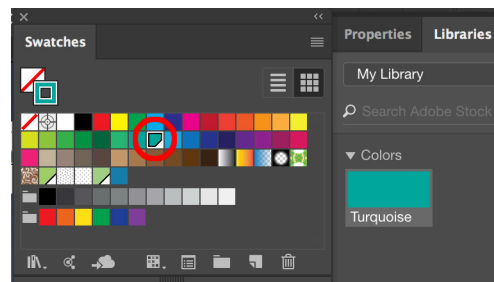 Swatches
Properties
Libraries
My Library
Search Adobe Stock
Colors
Turquoise